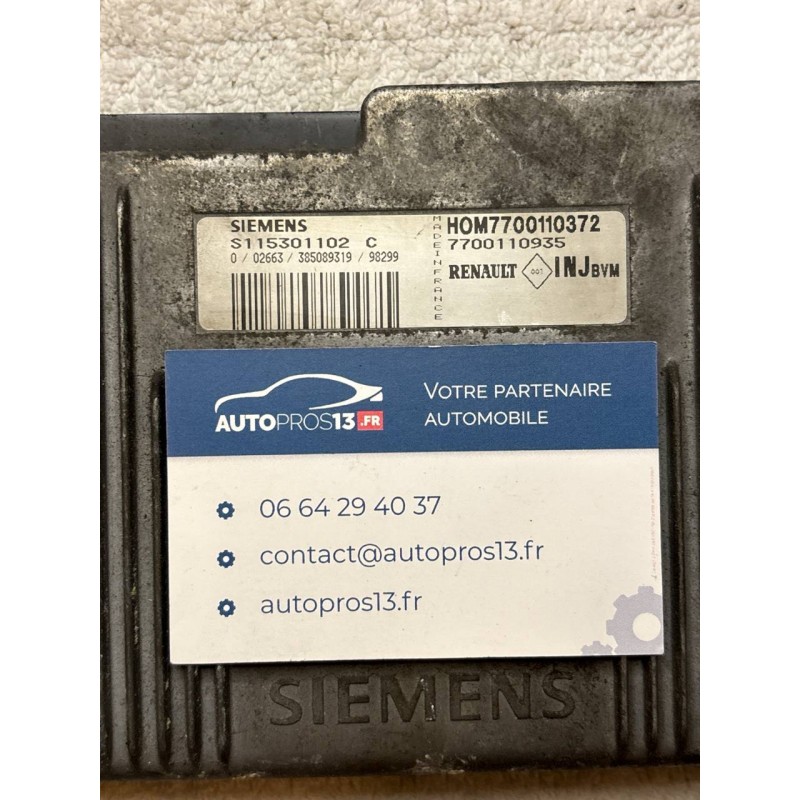 SIEMENS
S115301102 C
0 / 02663 / 385089319 / 98299
MADE IN FRANCE
HOM7700110372
7700110935
RENAULT 001 INJ BVM
AUTOPROS13.FR
VOTRE PARTENAIRE
AUTOMOBILE
06 64 29 40 37
contact@autopros13.fr
autopros13.fr
SIEMENS